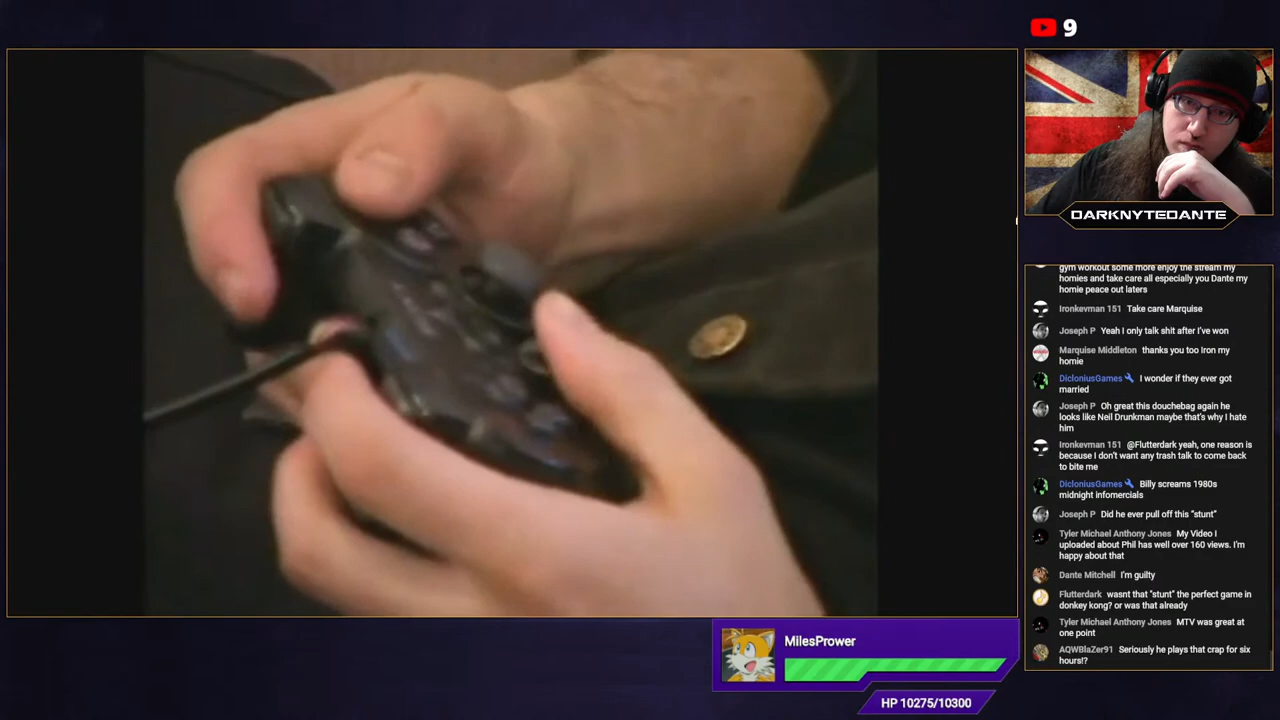 9
DARKNYTEDANTE
gym workout some more enjoy the stream my
homies and take care all especially you Dante my
homie peace out laters
Ironkevman 151 Take care Marquise
Joseph P Yeah I only talk shit after I've won
Marquise Middleton thanks you too Iron my
homie
DicloniusGames I wonder if they ever got
married
Joseph P Oh great this douchebag again he
looks like Neil Drunkman maybe that's why I hate
him
Ironkevman 151 @Flutterdark yeah, one reason is
because I don't want any trash talk to come back
to bite me
DicloniusGames Billy screams 1980s
midnight infomercials
Joseph P Did he ever pull off this "stunt"
Tyler Michael Anthony Jones My Video I
uploaded about Phil has well over 160 views. I'm
happy about that
Dante Mitchell I'm guilty
Flutterdark wasnt that "stunt" the perfect game in
donkey kong? or was that already
Tyler Michael Anthony Jones MTV was great at
one point
AQWBlaZer91 Seriously he plays that crap for six
hours!?
MilesPrower
HP 10275/10300